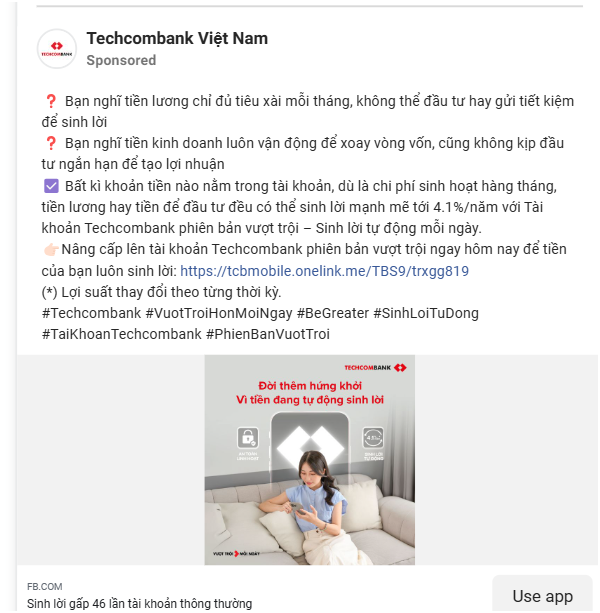 TECHCOMBANK
Techcombank Việt Nam
Sponsored
❓ Bạn nghĩ tiền lương chỉ đủ tiêu xài mỗi tháng, không thể đầu tư hay gửi tiết kiệm
để sinh lời
❓ Bạn nghĩ tiền kinh doanh luôn vận động để xoay vòng vốn, cũng không kịp đầu
tư ngắn hạn để tạo lợi nhuận
☑ Bất kì khoản tiền nào nằm trong tài khoản, dù là chi phí sinh hoạt hàng tháng,
tiền lương hay tiền để đầu tư đều có thể sinh lời mạnh mẽ tới 4.1%/năm với Tài
khoản Techcombank phiên bản vượt trội – Sinh lời tự động mỗi ngày.
👉🏻Nâng cấp lên tài khoản Techcombank phiên bản vượt trội ngay hôm nay để tiền
của bạn luôn sinh lời: https://tcbmobile.onelink.me/TBS9/trxgg819
(*) Lợi suất thay đổi theo từng thời kỳ.
#Techcombank #VuotTroiHonMoiNgay #BeGreater #SinhLoiTuDong
#TaiKhoanTechcombank #PhienBanVuotTroi
TECHCOMBANK
Đời thêm hứng khởi
Vì tiền đang tự động sinh lời
VƯỢT TRỘI MỖI NGÀY
FB.COM
Sinh lời gấp 46 lần tài khoản thông thường
Use app